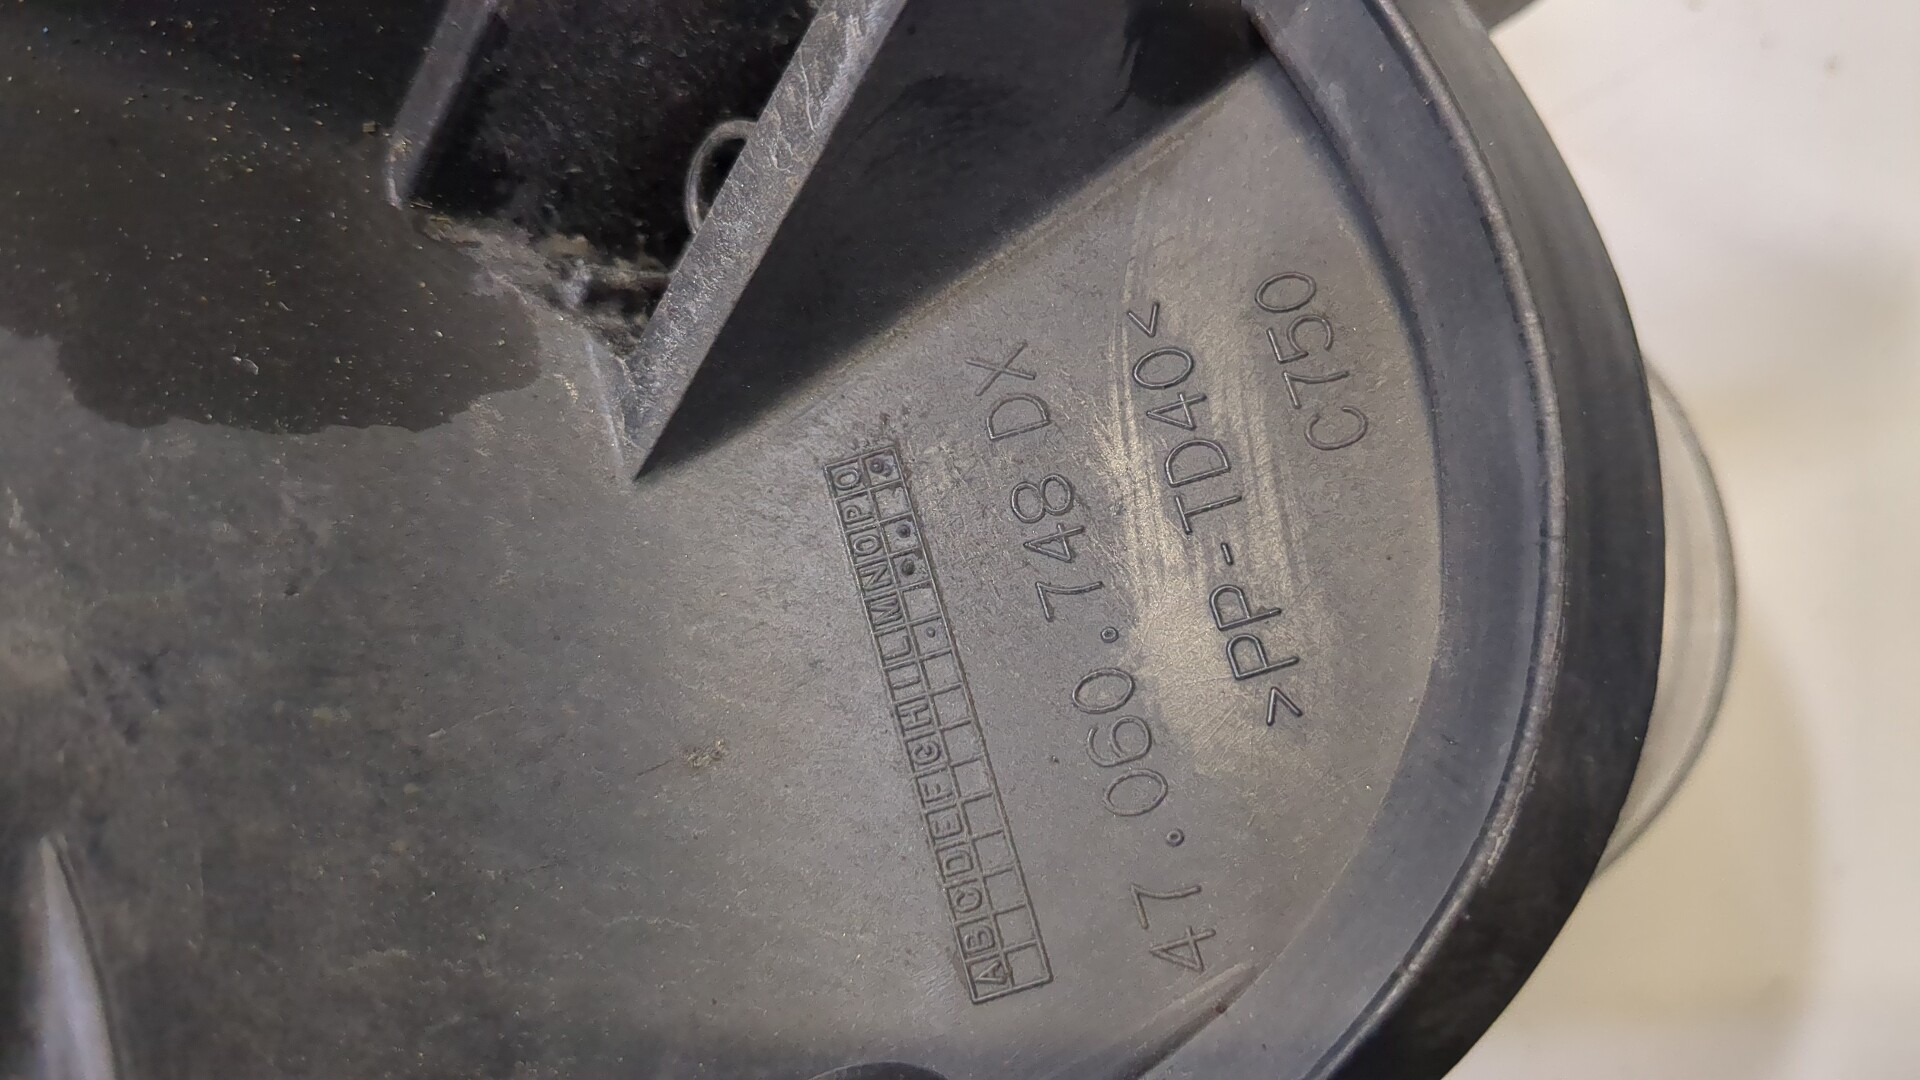 ABCDEFGHILMNOPQ
47.060.748 DX
>PP-TD40<
C750